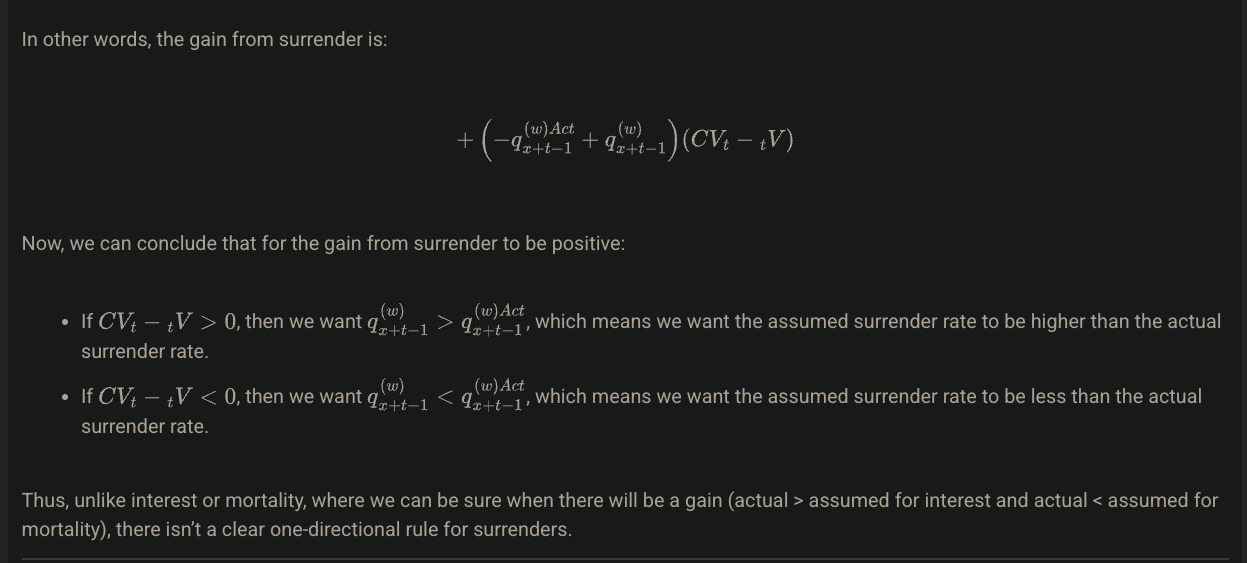 In other words, the gain from surrender is:
$+\left(-q_{x+t-1}^{(w)Act} + q_{x+t-1}^{(w)}\right)(CV_t - {}_tV)$
Now, we can conclude that for the gain from surrender to be positive:
• If $CV_t - {}_tV > 0$, then we want $q_{x+t-1}^{(w)} > q_{x+t-1}^{(w)Act}$, which means we want the assumed surrender rate to be higher than the actual
surrender rate.
• If $CV_t - {}_tV < 0$, then we want $q_{x+t-1}^{(w)} < q_{x+t-1}^{(w)Act}$, which means we want the assumed surrender rate to be less than the actual
surrender rate.
Thus, unlike interest or mortality, where we can be sure when there will be a gain (actual > assumed for interest and actual < assumed for
mortality), there isn’t a clear one-directional rule for surrenders.